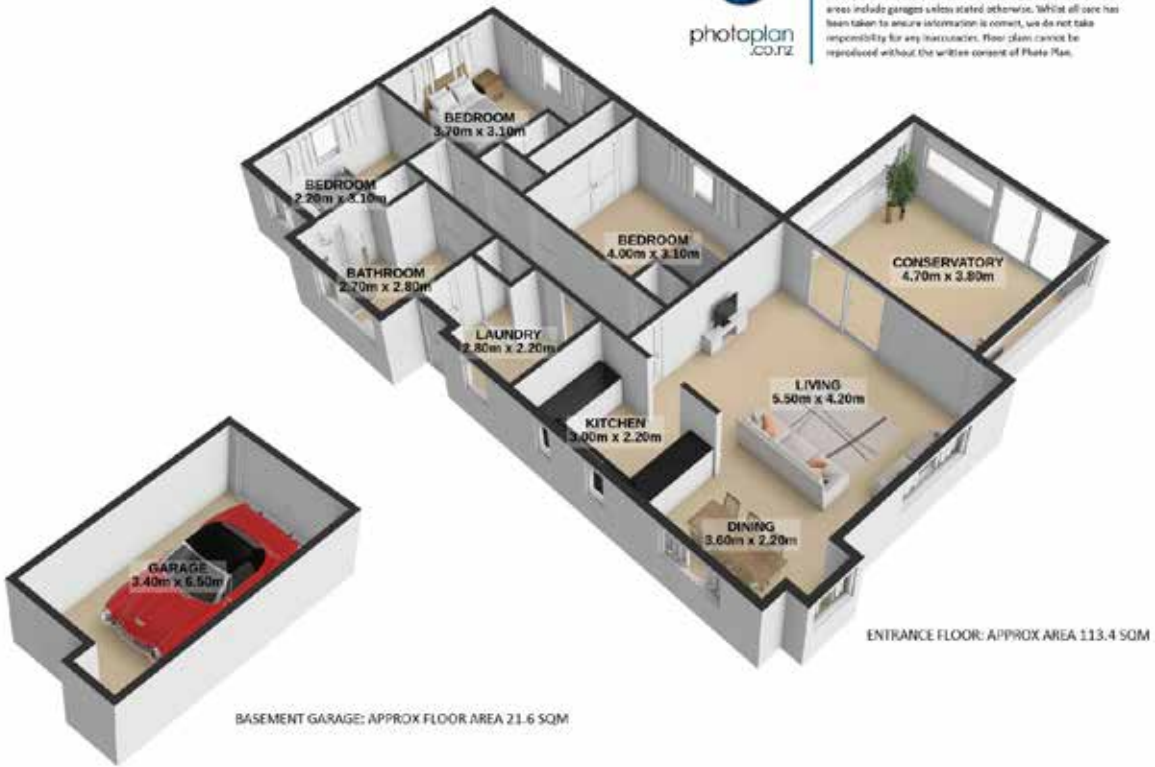 areas include garages unless stated otherwise. Whilst all care has
been taken to ensure information is correct, we do not take
responsibility for any inaccuracies. Floor plans cannot be
reproduced without the written consent of Photo Plan.
photoplan
.co.nz
BEDROOM
3.70m x 3.10m
BEDROOM
2.20m x 3.10m
BEDROOM
4.00m x 3.10m
CONSERVATORY
4.70m x 3.80m
BATHROOM
2.70m x 2.80m
LAUNDRY
2.80m x 2.20m
LIVING
5.50m x 4.20m
KITCHEN
3.00m x 2.20m
DINING
3.60m x 2.20m
GARAGE
3.40m x 6.50m
ENTRANCE FLOOR: APPROX AREA 113.4 SQM
BASEMENT GARAGE: APPROX FLOOR AREA 21.6 SQM